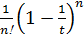 1/n! (1 − 1/t)^n